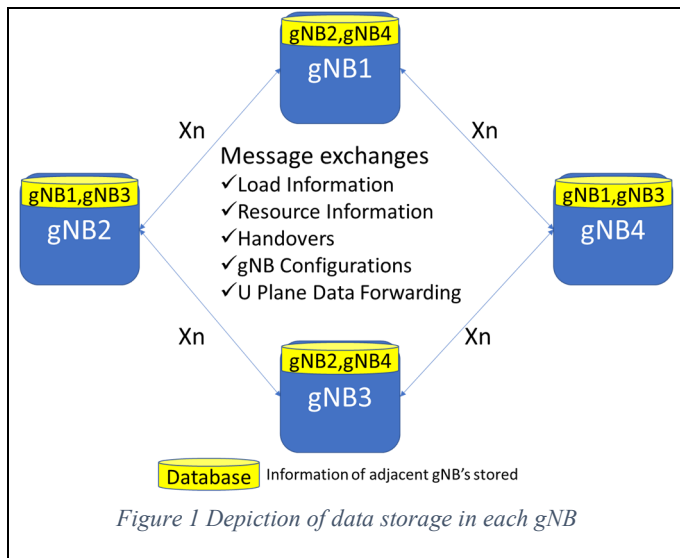 gNB2,gNB4
gNB1
Xn
Xn
Message exchanges
✓Load Information
✓Resource Information
✓Handovers
✓gNB Configurations
✓U Plane Data Forwarding
gNB1,gNB3
gNB2
gNB1,gNB3
gNB4
Xn
Xn
gNB2,gNB4
gNB3
Database
Information of adjacent gNB’s stored
Figure 1 Depiction of data storage in each gNB